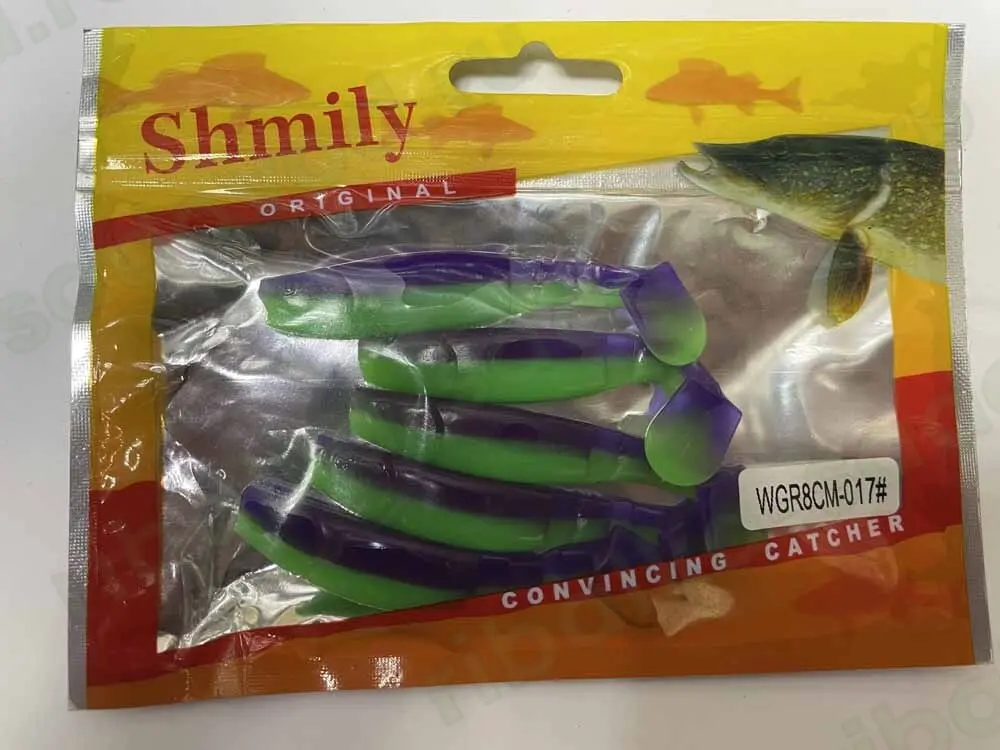 Shmily
ORIGINAL
WGR8CM-017#
CONVINCING CATCHER